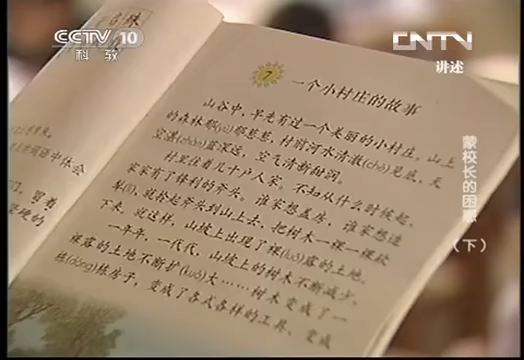 CCTV 10
科教
CNTV
讲述
蒙校长的困惑
（下）
7 一个小村庄的故事
山谷中，早先有过一个美丽的小村庄。山上
的森林郁(yù)郁葱葱，村前河水清澈(chè)见底，天
空湛(zhàn)蓝深远，空气清新甜润。
村里住着几十户人家。不知从什么时候起，
家家有了锋利的斧头。谁家想盖房，谁家想造
犁(lí)，就拎起斧头到山上去，把树木一棵一棵砍
下来。就这样，山坡上出现了裸(luǒ)露的土地。
一年年，一代代，山坡上的树木不断减少，
裸露的土地不断扩(kuò)大……树木变成了一
栋(dòng)栋房子，变成了各式各样的工具，变成